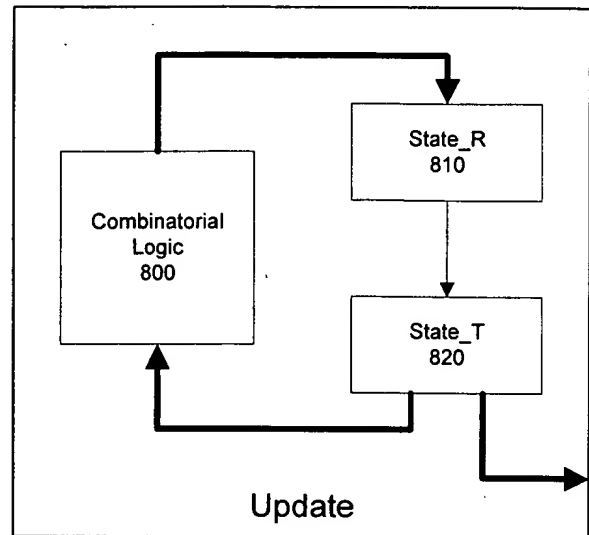 State_R
810
Combinatorial
Logic
800
State_T
820
Update